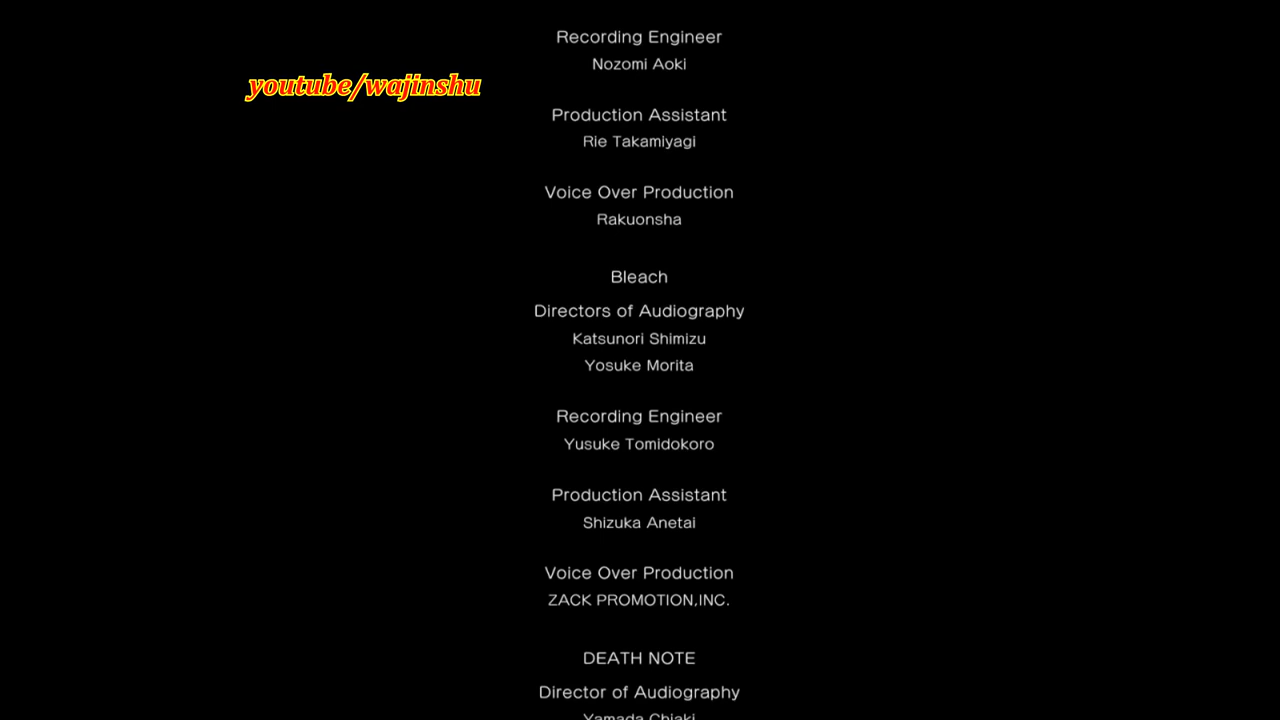 Recording Engineer
Nozomi Aoki
youtube/wajinshu
Production Assistant
Rie Takamiyagi
Voice Over Production
Rakuonsha
Bleach
Directors of Audiography
Katsunori Shimizu
Yosuke Morita
Recording Engineer
Yusuke Tomidokoro
Production Assistant
Shizuka Anetai
Voice Over Production
ZACK PROMOTION,INC.
DEATH NOTE
Director of Audiography
Yamada Chiaki